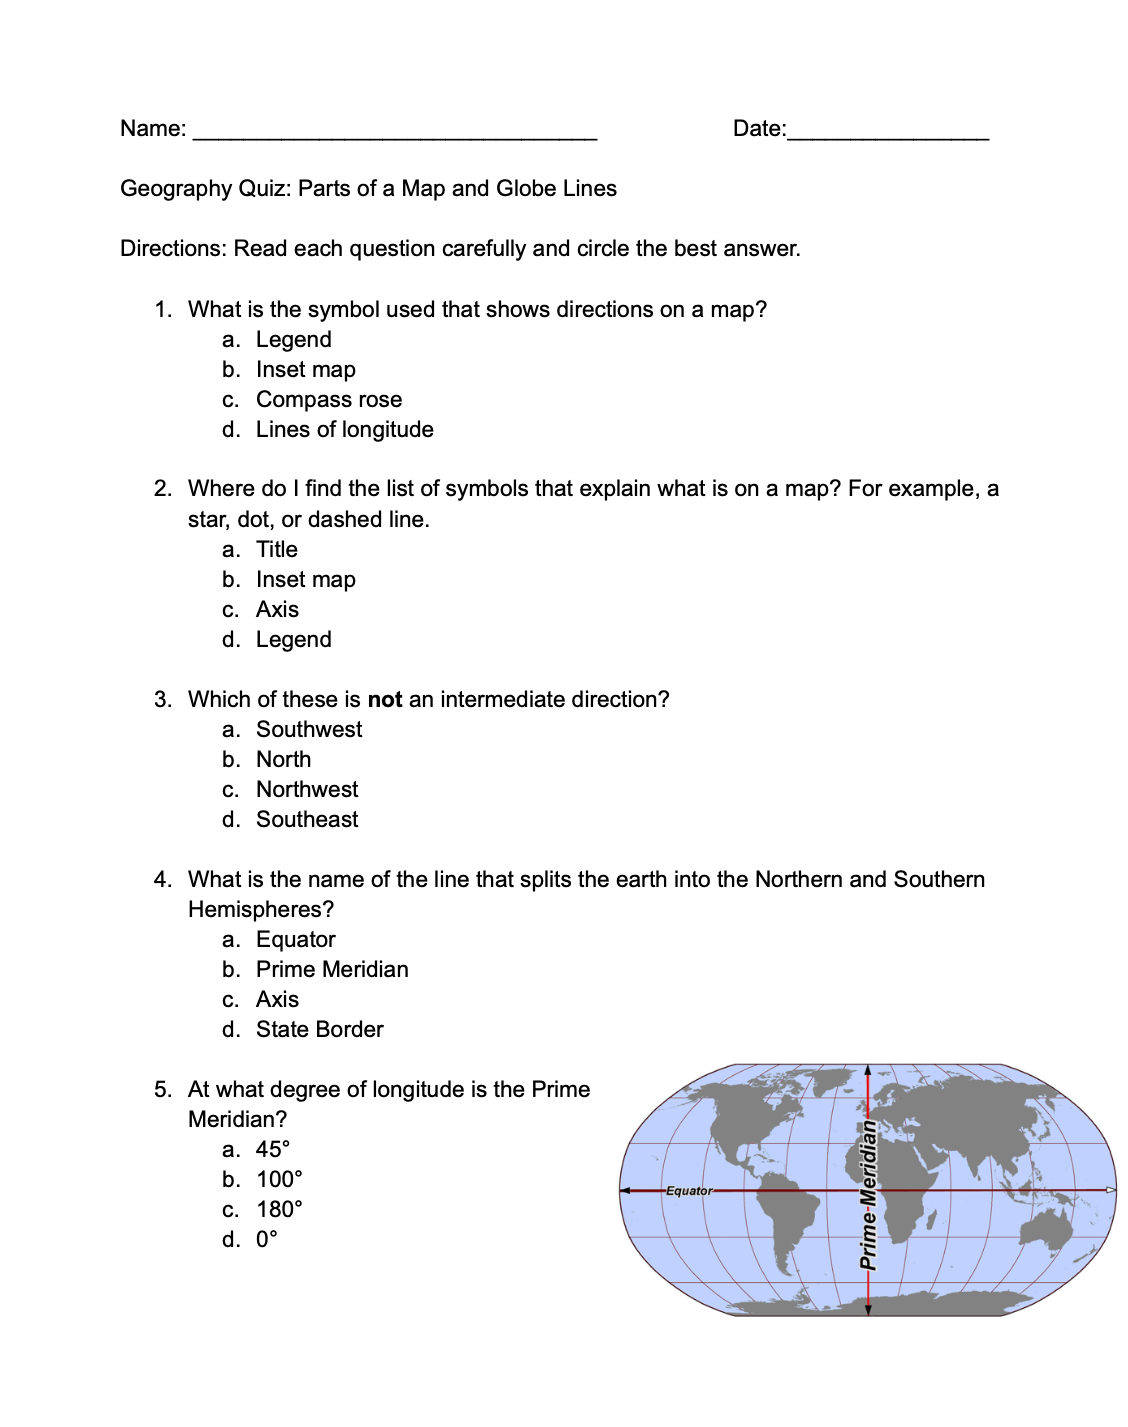 Name: ________________________________ Date:________________
Geography Quiz: Parts of a Map and Globe Lines
Directions: Read each question carefully and circle the best answer.
1. What is the symbol used that shows directions on a map?
a. Legend
b. Inset map
c. Compass rose
d. Lines of longitude
2. Where do I find the list of symbols that explain what is on a map? For example, a
star, dot, or dashed line.
a. Title
b. Inset map
c. Axis
d. Legend
3. Which of these is not an intermediate direction?
a. Southwest
b. North
c. Northwest
d. Southeast
4. What is the name of the line that splits the earth into the Northern and Southern
Hemispheres?
a. Equator
b. Prime Meridian
c. Axis
d. State Border
5. At what degree of longitude is the Prime
Meridian?
a. 45°
b. 100°
c. 180°
d. 0°
Equator
Prime Meridian